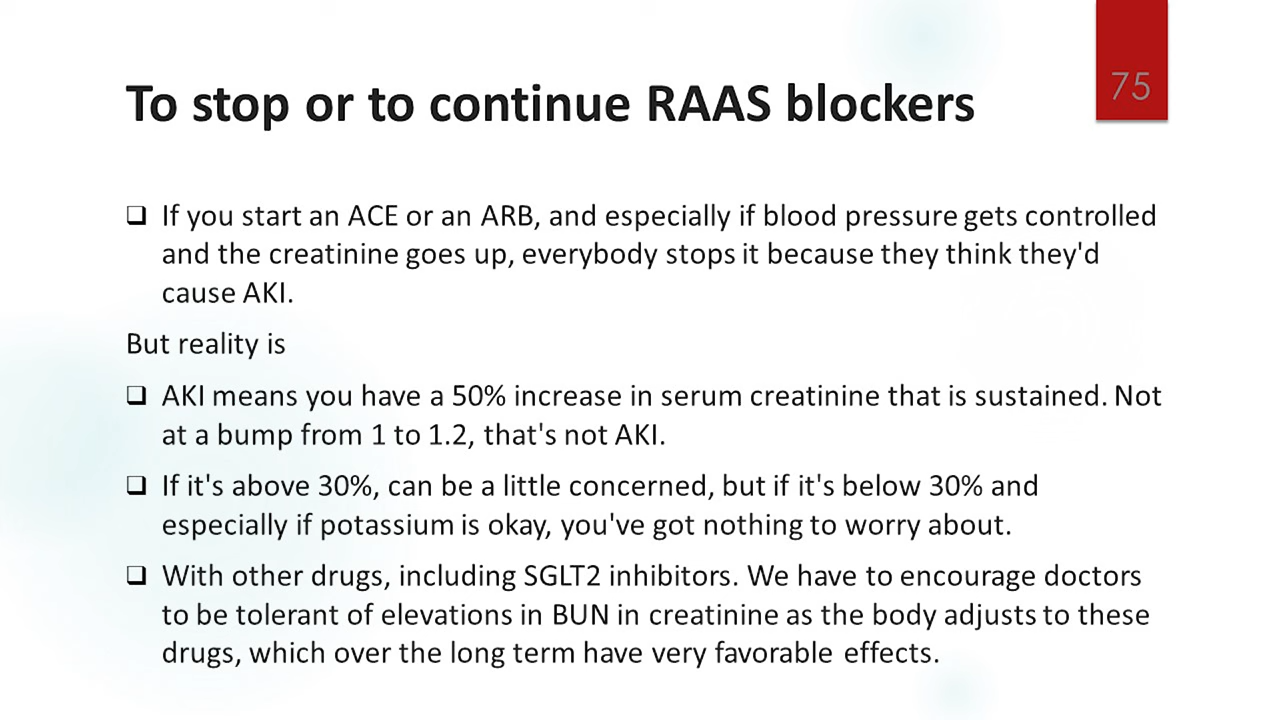 To stop or to continue RAAS blockers
75
If you start an ACE or an ARB, and especially if blood pressure gets controlled
and the creatinine goes up, everybody stops it because they think they'd
cause AKI.
But reality is
AKI means you have a 50% increase in serum creatinine that is sustained. Not
at a bump from 1 to 1.2, that's not AKI.
If it's above 30%, can be a little concerned, but if it's below 30% and
especially if potassium is okay, you've got nothing to worry about.
With other drugs, including SGLT2 inhibitors. We have to encourage doctors
to be tolerant of elevations in BUN in creatinine as the body adjusts to these
drugs, which over the long term have very favorable effects.